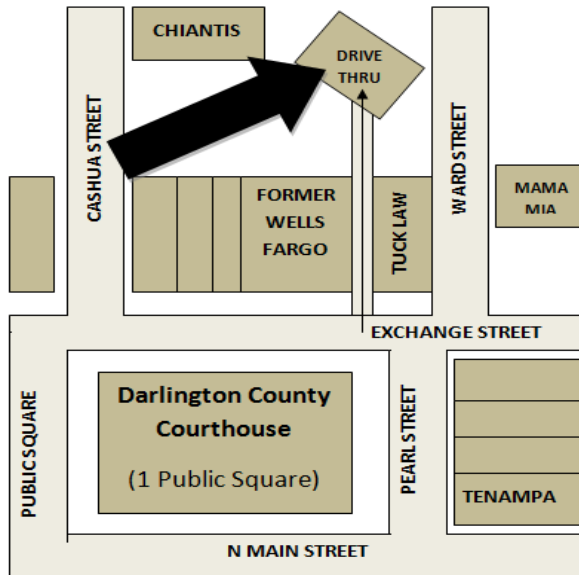 CHIANTIS
DRIVE
THRU
CASHUA STREET
WARD STREET
FORMER
WELLS
FARGO
TUCK LAW
MAMA
MIA
EXCHANGE STREET
PUBLIC SQUARE
Darlington County
Courthouse
(1 Public Square)
PEARL STREET
TENAMPA
N MAIN STREET